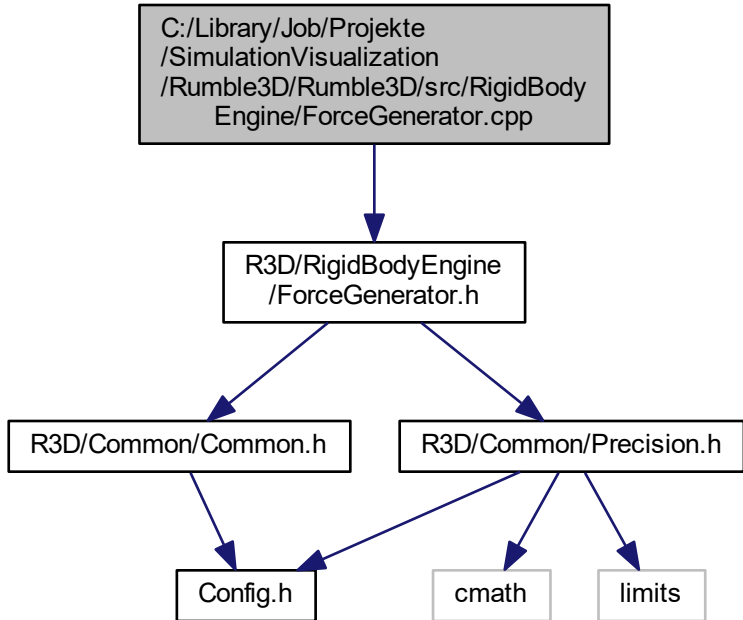 C:/Library/Job/Projekte
/SimulationVisualization
/Rumble3D/Rumble3D/src/RigidBody
Engine/ForceGenerator.cpp
R3D/RigidBodyEngine
/ForceGenerator.h
R3D/Common/Common.h
R3D/Common/Precision.h
Config.h
cmath
limits